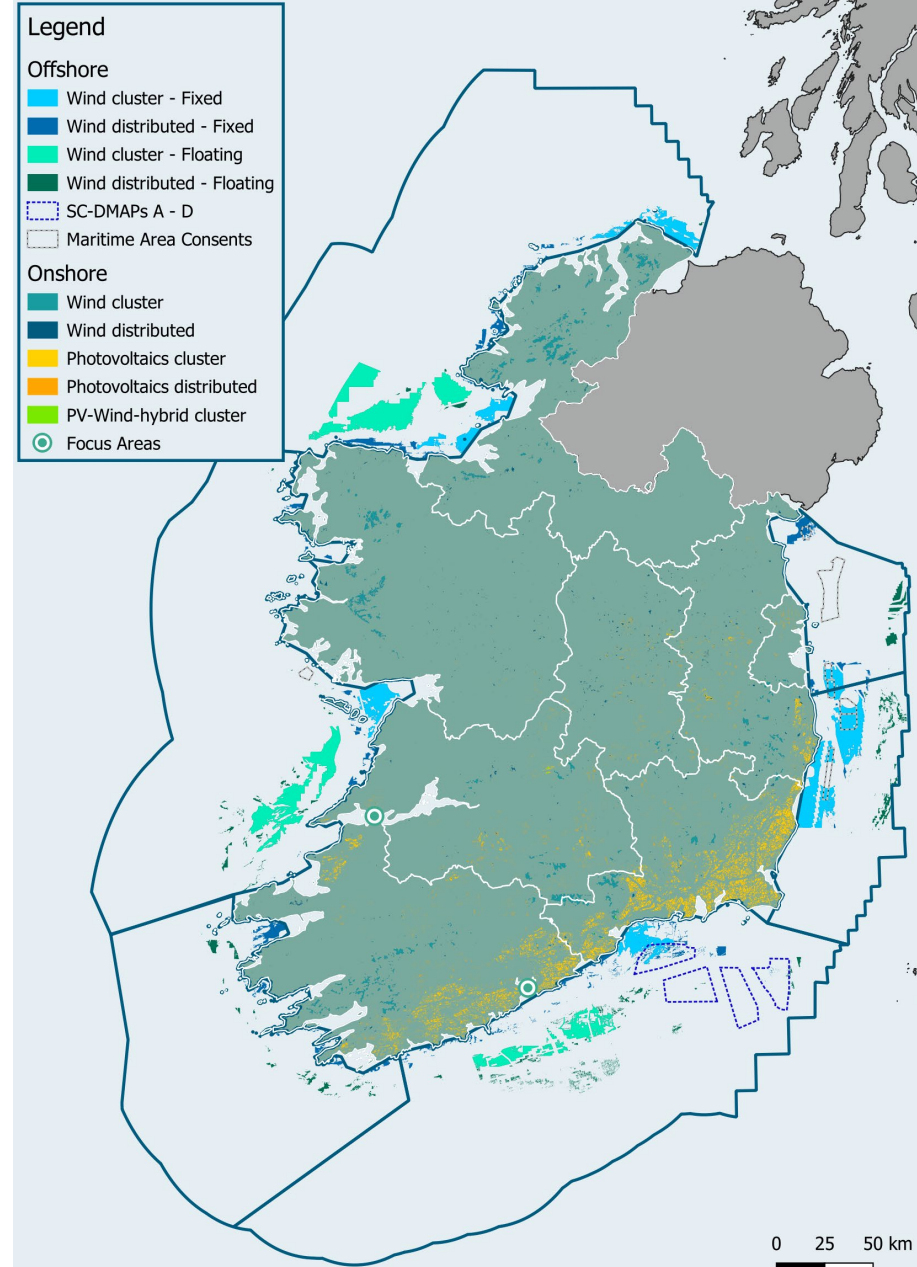 Legend
Offshore
Wind cluster - Fixed
Wind distributed - Fixed
Wind cluster - Floating
Wind distributed - Floating
SC-DMAPs A - D
Maritime Area Consents
Onshore
Wind cluster
Wind distributed
Photovoltaics cluster
Photovoltaics distributed
PV-Wind-hybrid cluster
Focus Areas
0 25 50 km